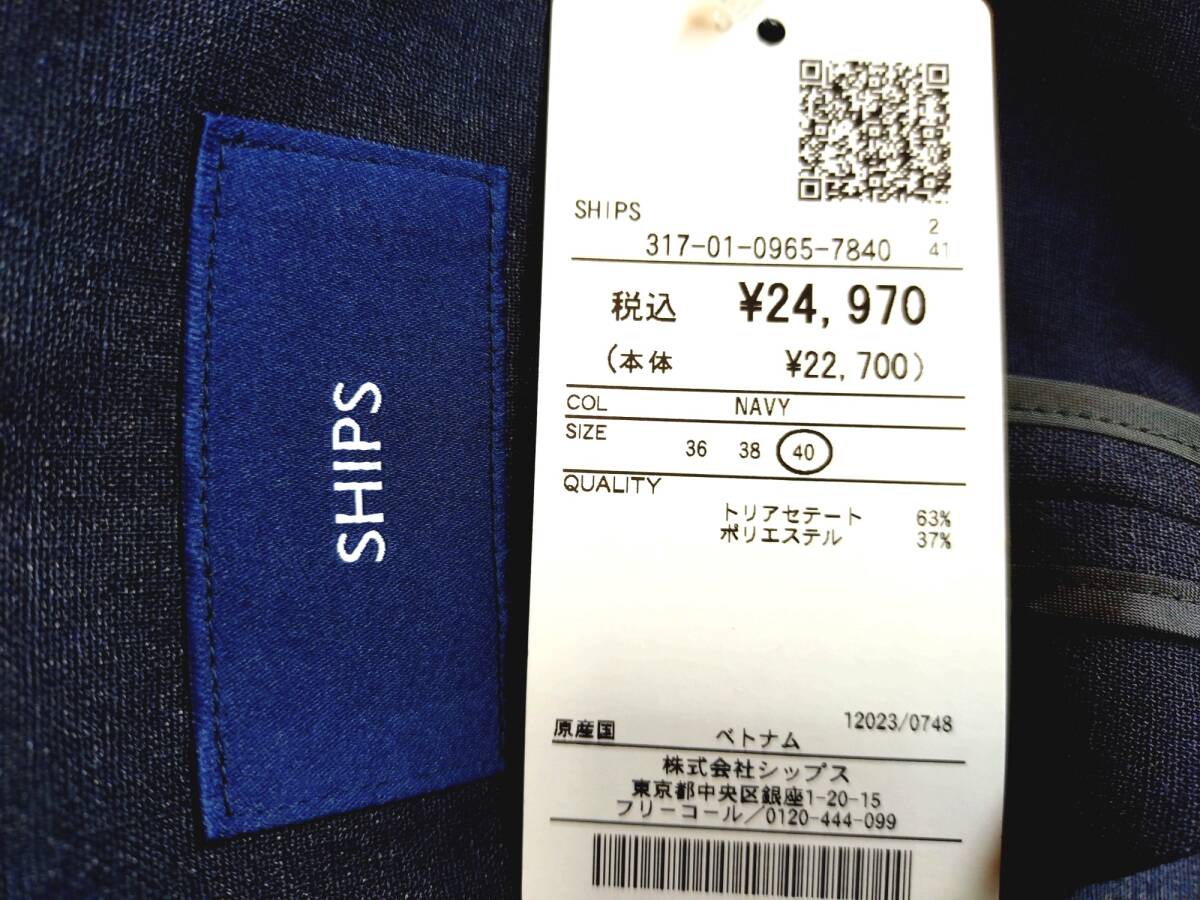 SHIPS
SHIPS
2
317-01-0965-7840 41
税込 ¥24,970
(本体 ¥22,700)
COL NAVY
SIZE 36 38 40
QUALITY
トリアセテート 63%
ポリエステル 37%
12023/0748
原産国 ベトナム
株式会社シップス
東京都中央区銀座1-20-15
フリーコール/0120-444-099